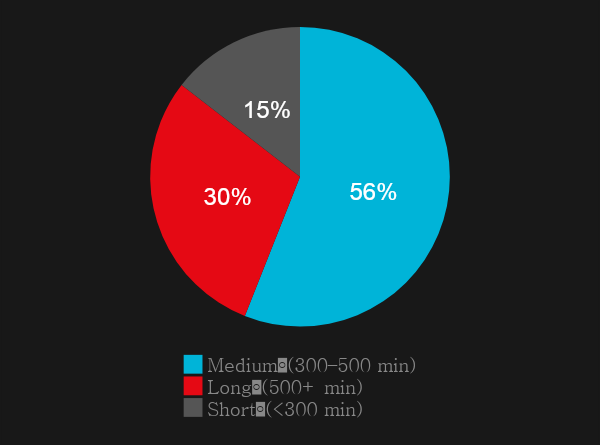 15%
30%
56%
Medium (300–500 min)
Long (500+ min)
Short (<300 min)